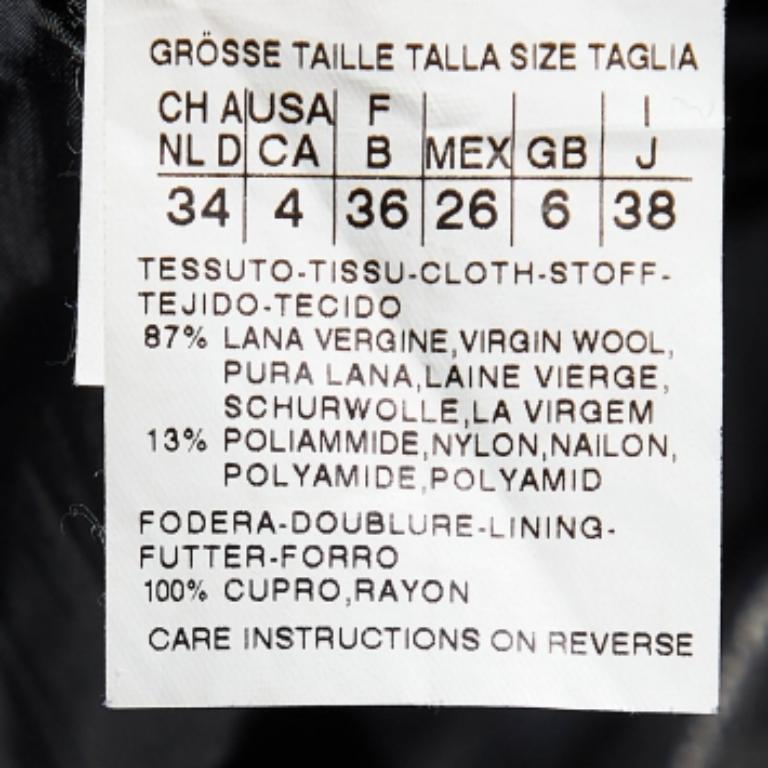 GRÖSSE TAILLE TALLA SIZE TAGLIA
CH A USA F I
NL D CA B MEX GB J
34 4 36 26 6 38
TESSUTO-TISSU-CLOTH-STOFF-
TEJIDO-TECIDO
87% LANA VERGINE,VIRGIN WOOL,
PURA LANA,LAINE VIERGE,
SCHURWOLLE,LA VIRGEM
13% POLIAMMIDE,NYLON,NAILON,
POLYAMIDE,POLYAMID
FODERA-DOUBLURE-LINING-
FUTTER-FORRO
100% CUPRO,RAYON
CARE INSTRUCTIONS ON REVERSE